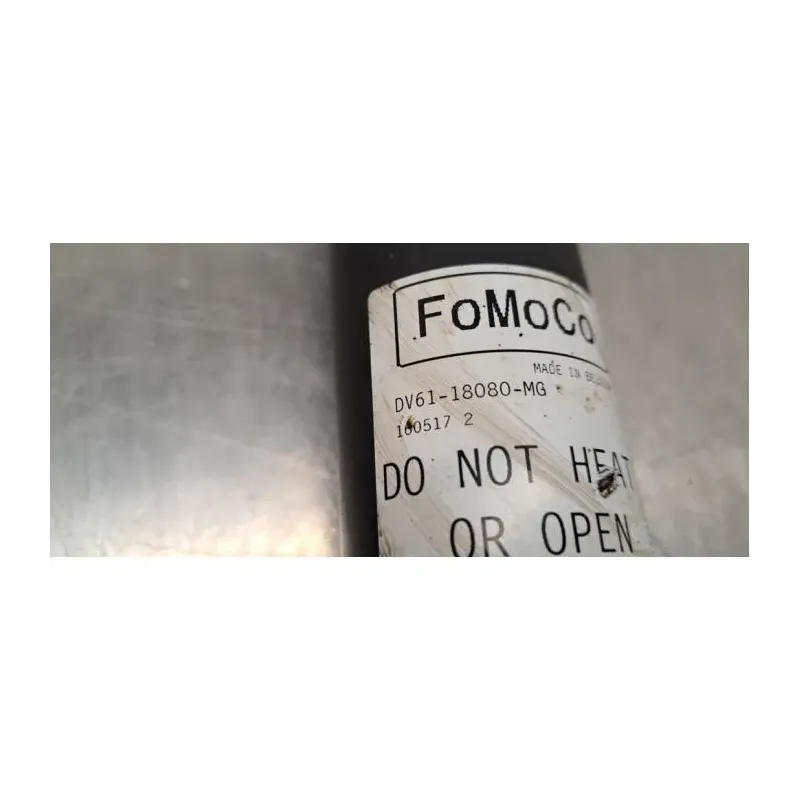 FoMoCo
MADE IN
DV61-18080-MG
160517 2
DO NOT HEAT
OR OPEN